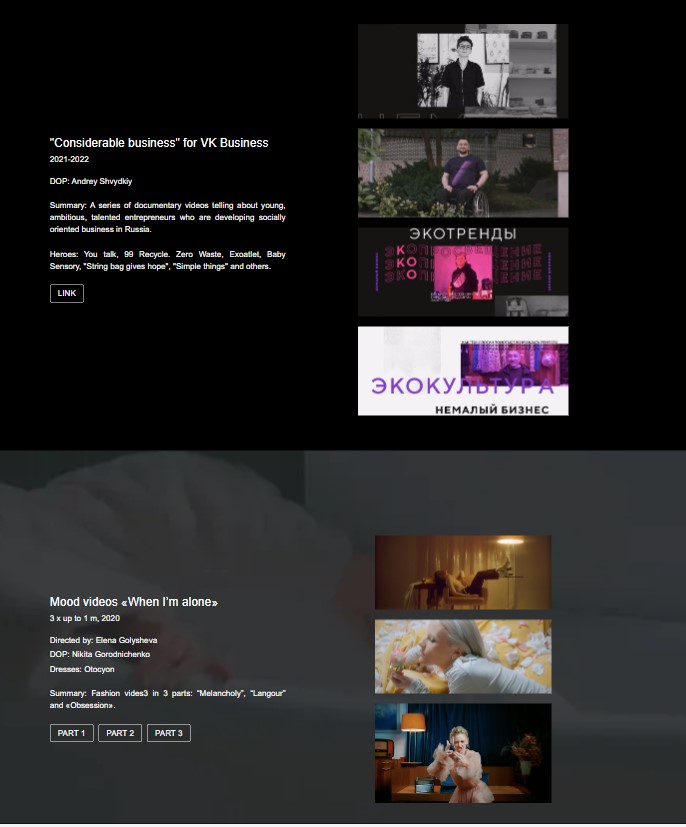 "Considerable business" for VK Business
2021-2022
DOP: Andrey Shvydkiy
Summary: A series of documentary videos telling about young,
ambitious, talented entrepreneurs who are developing socially
oriented business in Russia.
Heroes: You talk, 99 Recycle. Zero Waste, Exoatlet, Baby
Sensory, "String bag gives hope", "Simple things" and others.
LINK
ЭКОТРЕНДЫ
ЭКОКУЛЬТУРА
НЕМАЛЫЙ БИЗНЕС
Mood videos «When I'm alone»
3 x up to 1 m, 2020
Directed by: Elena Golysheva
DOP: Nikita Gorodnichenko
Dresses: Otocyon
Summary: Fashion vides3 in 3 parts: "Melancholy", "Langour"
and «Obsession».
PART 1
PART 2
PART 3